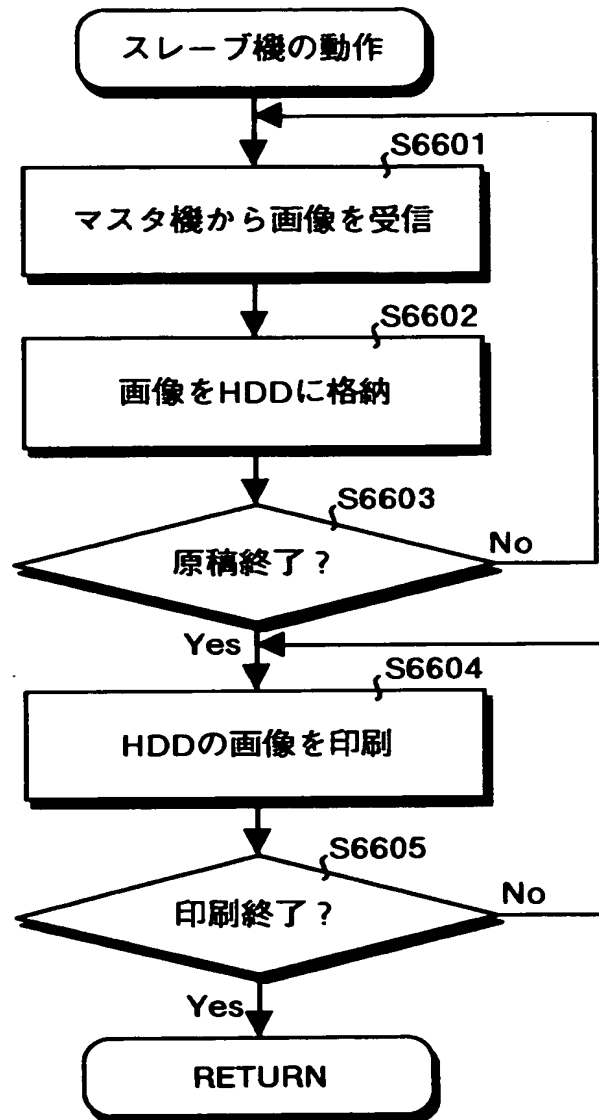 スレーブ機の動作
S6601
マスタ機から画像を受信
S6602
画像をHDDに格納
S6603
原稿終了?
No
Yes
S6604
HDDの画像を印刷
S6605
印刷終了?
No
Yes
RETURN